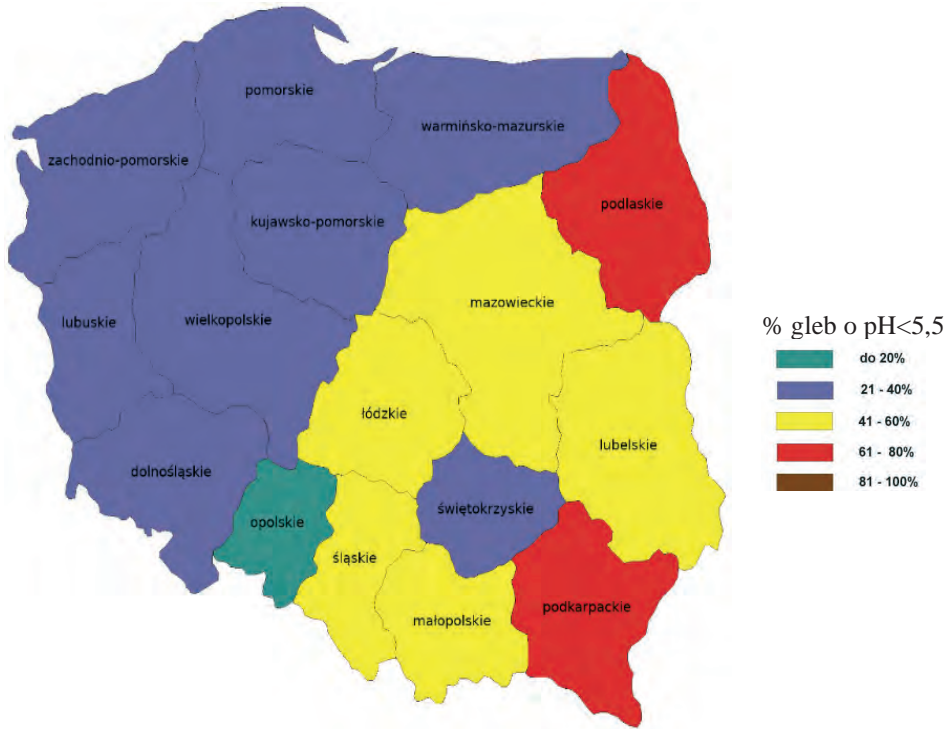 pomorskie
warmińsko-mazurskie
zachodnio-pomorskie
podlaskie
kujawsko-pomorskie
mazowieckie
lubuskie
wielkopolskie
łódzkie
lubelskie
dolnośląskie
świętokrzyskie
opolskie
śląskie
podkarpackie
małopolskie
% gleb o pH<5,5
do 20%
21 - 40%
41 - 60%
61 - 80%
81 - 100%